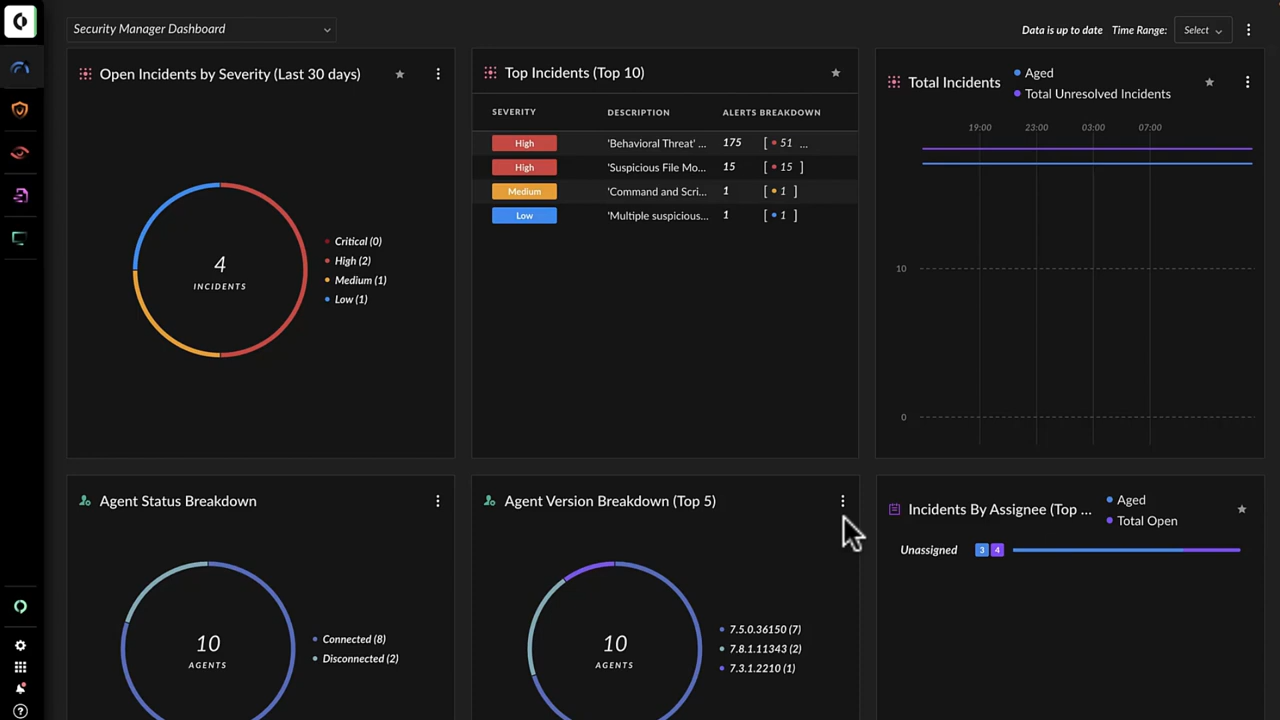 Security Manager Dashboard
Data is up to date Time Range: Select
Open Incidents by Severity (Last 30 days)
4
INCIDENTS
Critical (0)
High (2)
Medium (1)
Low (1)
Top Incidents (Top 10)
SEVERITY DESCRIPTION ALERTS BREAKDOWN
High 'Behavioral Threat' ... 175 [ 51 ...
High 'Suspicious File Mo... 15 [ 15 ]
Medium 'Command and Scri... 1 [ 1 ]
Low 'Multiple suspicious... 1 [ 1 ]
Total Incidents
Aged
Total Unresolved Incidents
19:00 23:00 03:00 07:00
10
0
Agent Status Breakdown
10
AGENTS
Connected (8)
Disconnected (2)
Agent Version Breakdown (Top 5)
10
AGENTS
7.5.0.36150 (7)
7.8.1.11343 (2)
7.3.1.2210 (1)
Incidents By Assignee (Top ...
Aged
Total Open
Unassigned 3 4